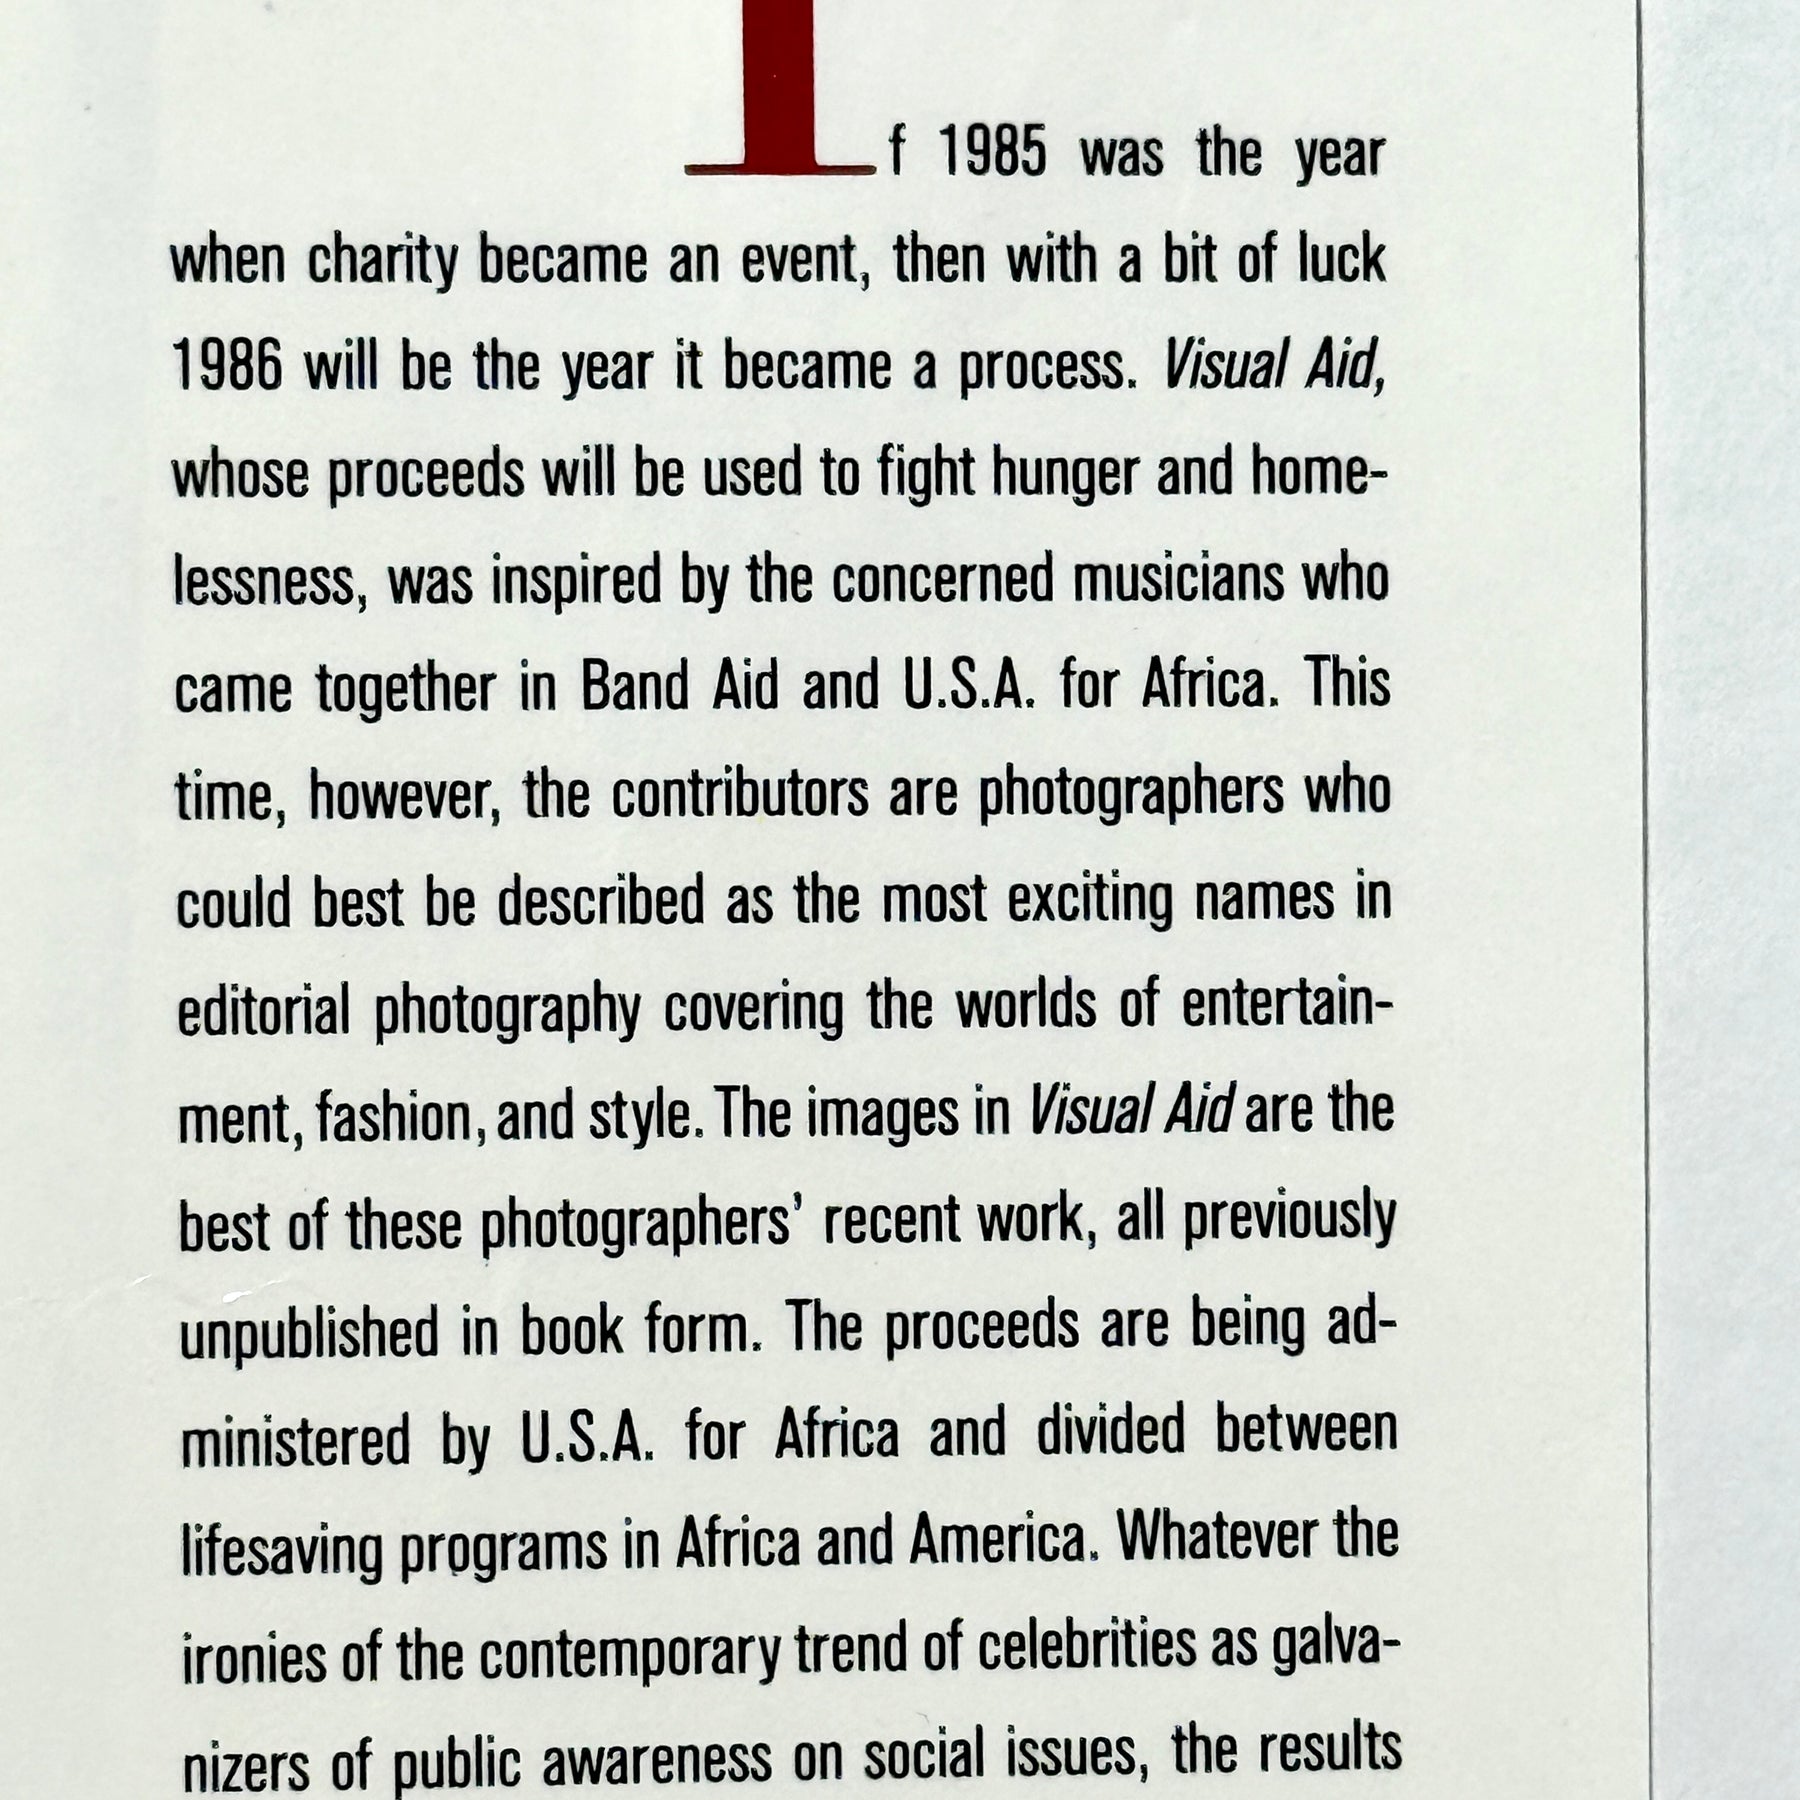 If 1985 was the year
when charity became an event, then with a bit of luck
1986 will be the year it became a process. Visual Aid,
whose proceeds will be used to fight hunger and home-
lessness, was inspired by the concerned musicians who
came together in Band Aid and U.S.A. for Africa. This
time, however, the contributors are photographers who
could best be described as the most exciting names in
editorial photography covering the worlds of entertain-
ment, fashion, and style. The images in Visual Aid are the
best of these photographers' recent work, all previously
unpublished in book form. The proceeds are being ad-
ministered by U.S.A. for Africa and divided between
lifesaving programs in Africa and America. Whatever the
ironies of the contemporary trend of celebrities as galva-
nizers of public awareness on social issues, the results